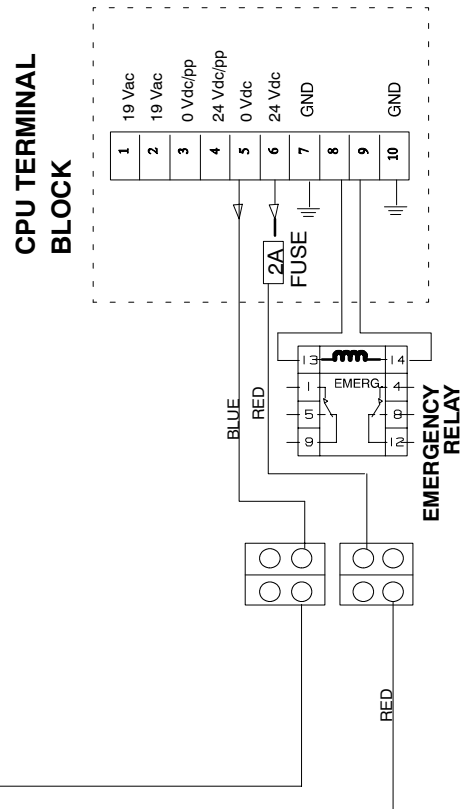 CPU TERMINAL
BLOCK
19 Vac
19 Vac
0 Vdc/pp
24 Vdc/pp
0 Vdc
24 Vdc
GND
GND
1
2
3
4
5
6
7
8
9
10
2A
FUSE
BLUE
RED
13
14
1
EMERG.
4
5
8
9
12
EMERGENCY
RELAY
RED